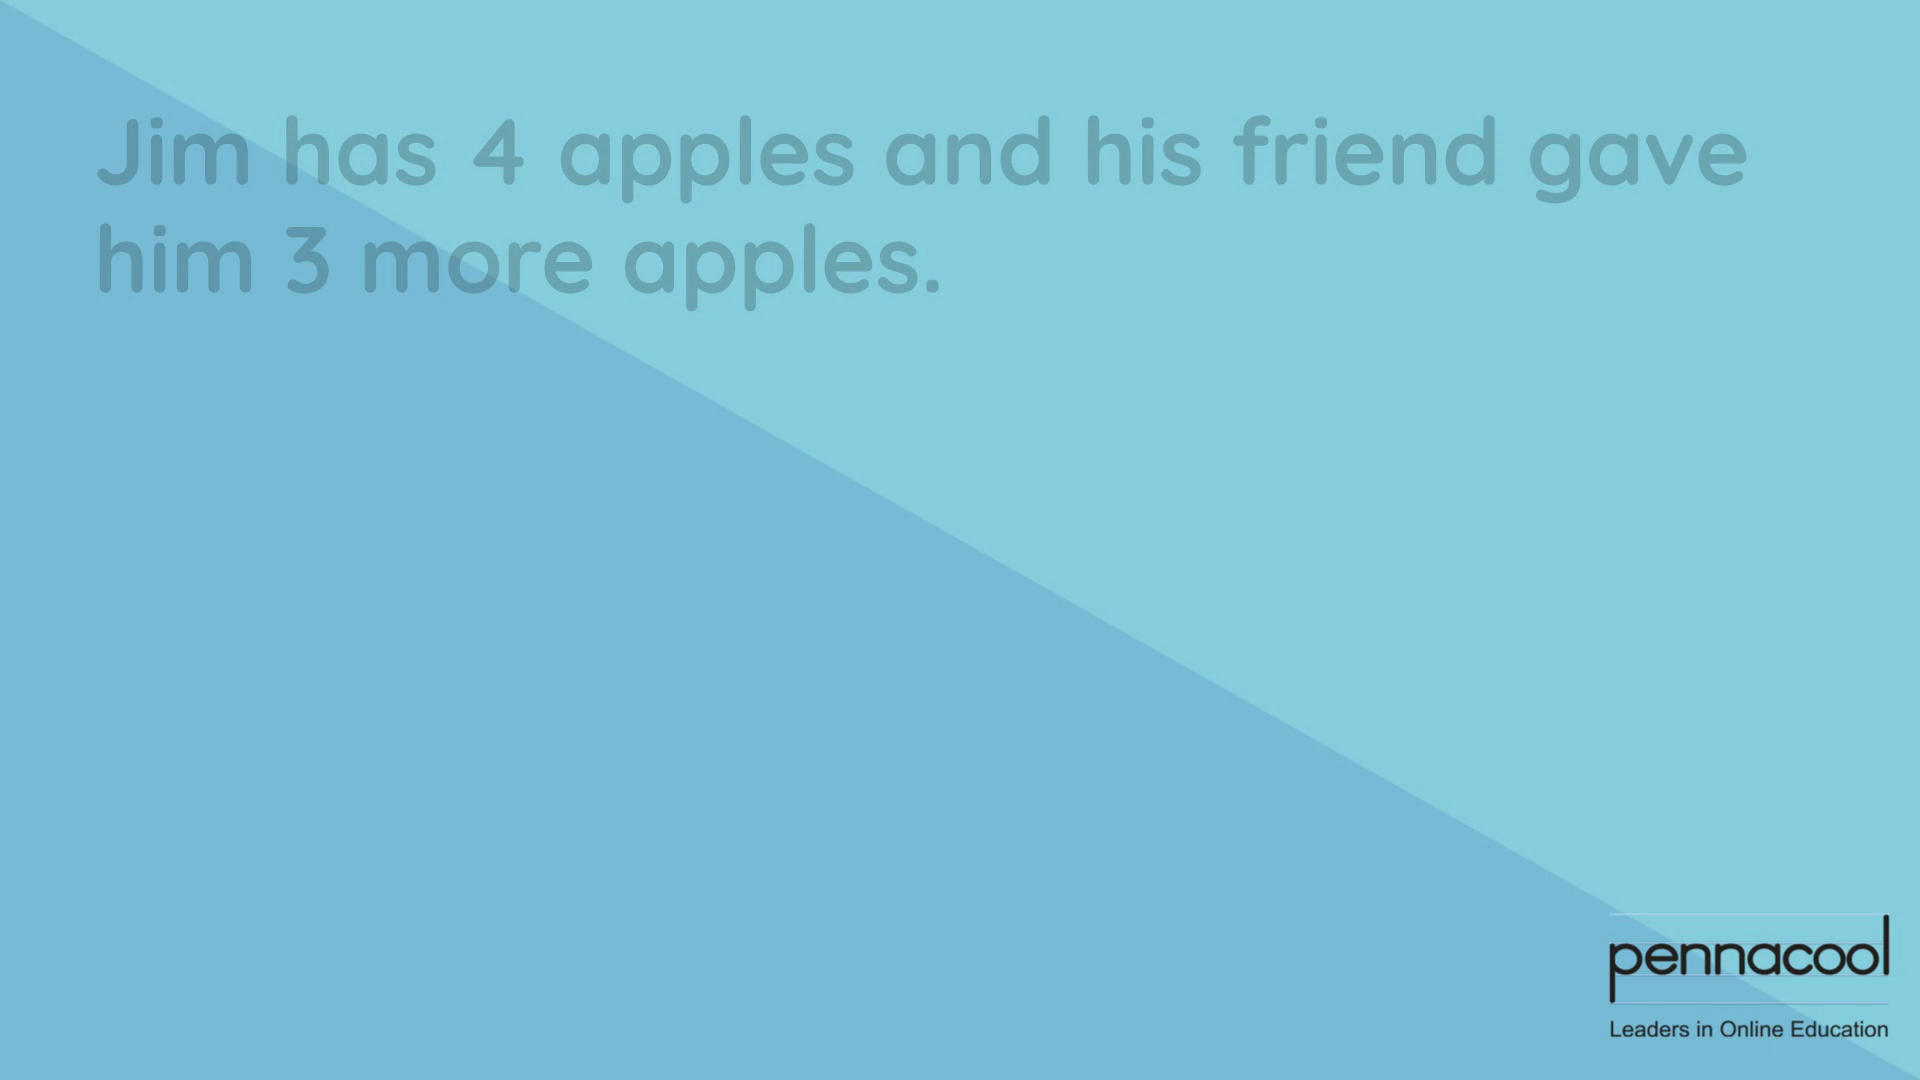 Jim has 4 apples and his friend gave
him 3 more apples.
pennacool
Leaders in Online Education